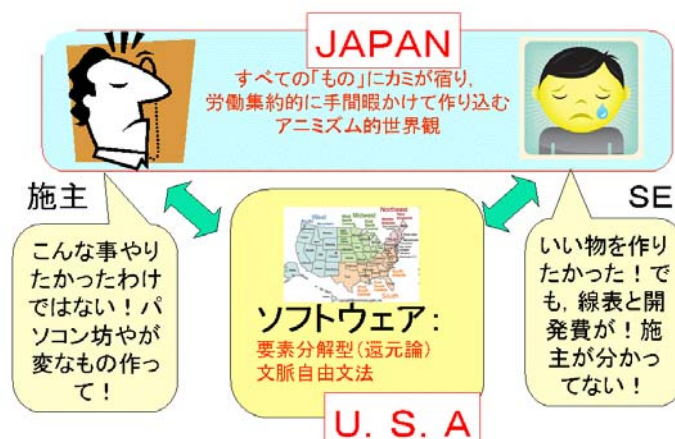 JAPAN
すべての「もの」にカミが宿り,
労働集約的に手間暇かけて作り込む
アニミズム的世界観
施主
SE
こんな事やり
たかったわけ
ではない！パ
ソコン坊やが
変なもの作っ
て！
West
Midwest
Northeast
South
ソフトウェア：
要素分解型(還元論)
文脈自由文法
いい物を作り
たかった！で
も, 線表と開
発費が！施
主が分かっ
てない！
U. S. A